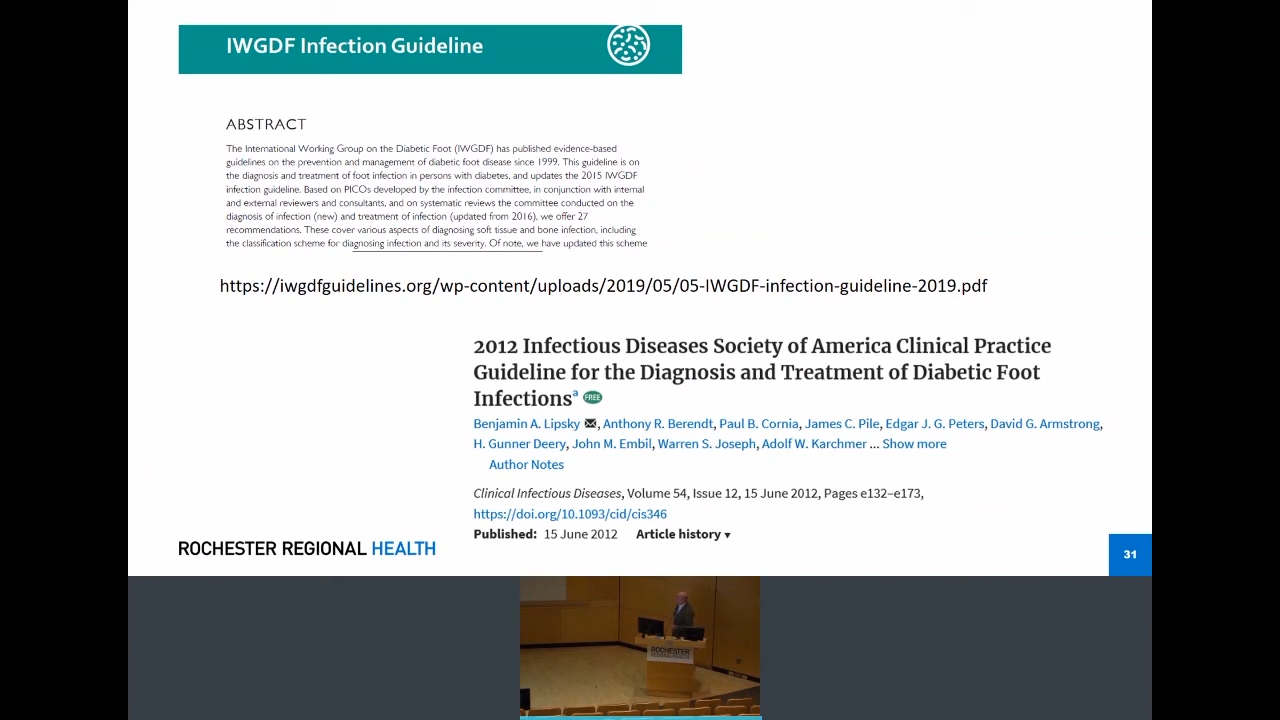 IWGDF Infection Guideline
ABSTRACT
The International Working Group on the Diabetic Foot (IWGDF) has published evidence-based
guidelines on the prevention and management of diabetic foot disease since 1999. This guideline is on
the diagnosis and treatment of foot infection in persons with diabetes, and updates the 2015 IWGDF
infection guideline. Based on PICOs developed by the infection committee, in conjunction with internal
and external reviewers and consultants, and on systematic reviews the committee conducted on the
diagnosis of infection (new) and treatment of infection (updated from 2016), we offer 27
recommendations. These cover various aspects of diagnosing soft tissue and bone infection, including
the classification scheme for diagnosing infection and its severity. Of note, we have updated this scheme
https://iwgdfguidelines.org/wp-content/uploads/2019/05/05-IWGDF-infection-guideline-2019.pdf
2012 Infectious Diseases Society of America Clinical Practice
Guideline for the Diagnosis and Treatment of Diabetic Foot
Infections a FREE
Benjamin A. Lipsky, Anthony R. Berendt, Paul B. Cornia, James C. Pile, Edgar J. G. Peters, David G. Armstrong,
H. Gunner Deery, John M. Embil, Warren S. Joseph, Adolf W. Karchmer ... Show more
Author Notes
Clinical Infectious Diseases, Volume 54, Issue 12, 15 June 2012, Pages e132–e173,
https://doi.org/10.1093/cid/cis346
Published: 15 June 2012 Article history ▾
ROCHESTER REGIONAL HEALTH
31
ROCHESTER
REGIONAL HEALTH